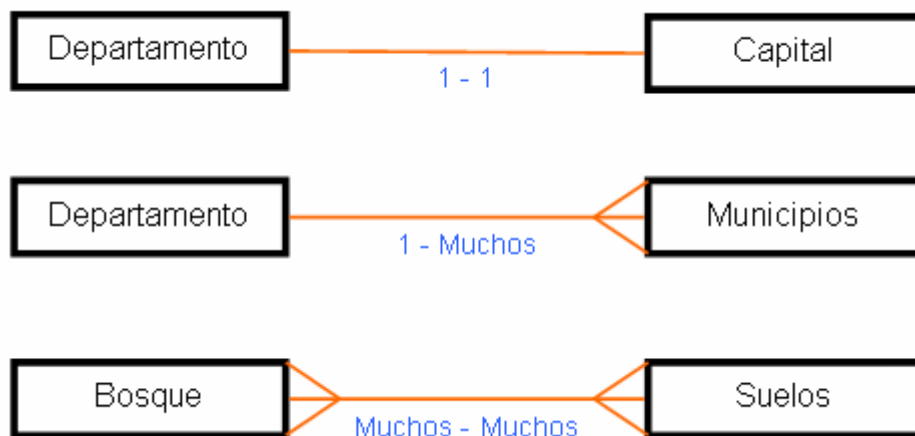 Departamento
Capital
1 - 1
Departamento
Municipios
1 - Muchos
Bosque
Suelos
Muchos - Muchos